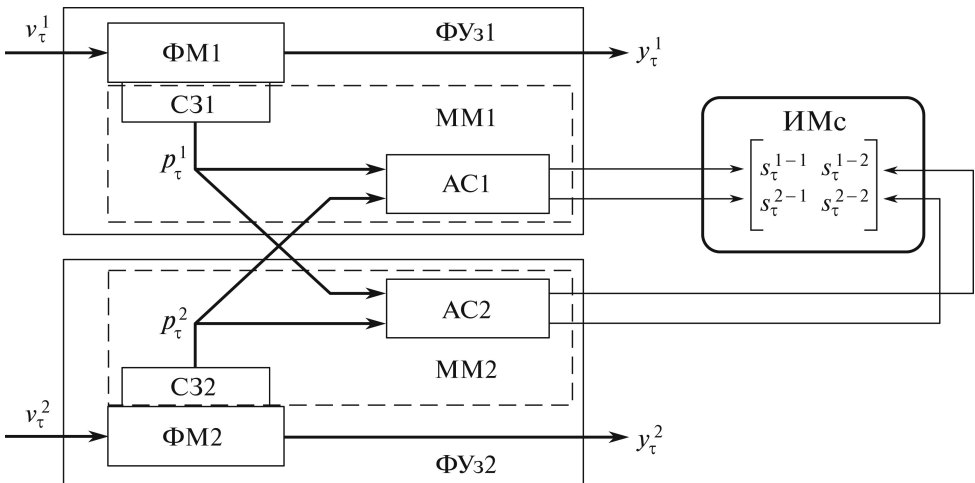 v_τ^1
ФМ1
ФУз1
y_τ^1
СЗ1
ММ1
p_τ^1
АС1
ИМс
s_τ^{1−1} s_τ^{1−2}
s_τ^{2−1} s_τ^{2−2}
АС2
p_τ^2
ММ2
СЗ2
v_τ^2
ФМ2
y_τ^2
ФУз2